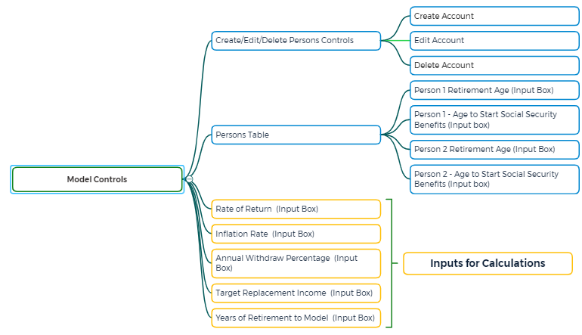 Model Controls
Create/Edit/Delete Persons Controls
Create Account
Edit Account
Delete Account
Persons Table
Person 1 Retirement Age (Input Box)
Person 1 - Age to Start Social Security
Benefits (Input box)
Person 2 Retirement Age (Input Box)
Person 2 - Age to Start Social Security
Benefits (Input box)
Rate of Return (Input Box)
Inflation Rate (Input Box)
Annual Withdraw Percentage (Input
Box)
Target Replacement Income (Input Box)
Years of Retirement to Model (Input Box)
Inputs for Calculations